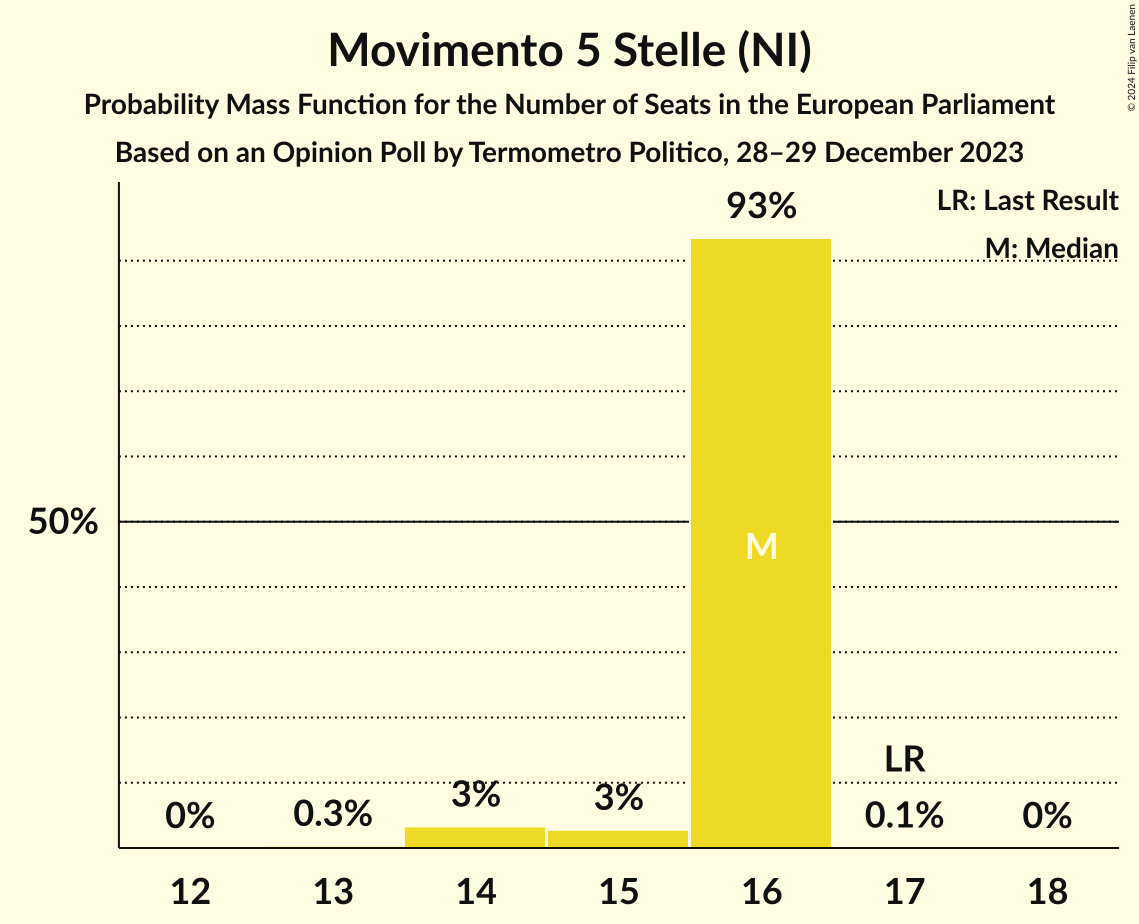 Movimento 5 Stelle (NI)
Probability Mass Function for the Number of Seats in the European Parliament
Based on an Opinion Poll by Termometro Politico, 28–29 December 2023
© 2024 Filip van Laenen
LR: Last Result
M: Median
93%
50%
M
LR
0%
0.3%
3%
3%
0.1%
0%
12
13
14
15
16
17
18